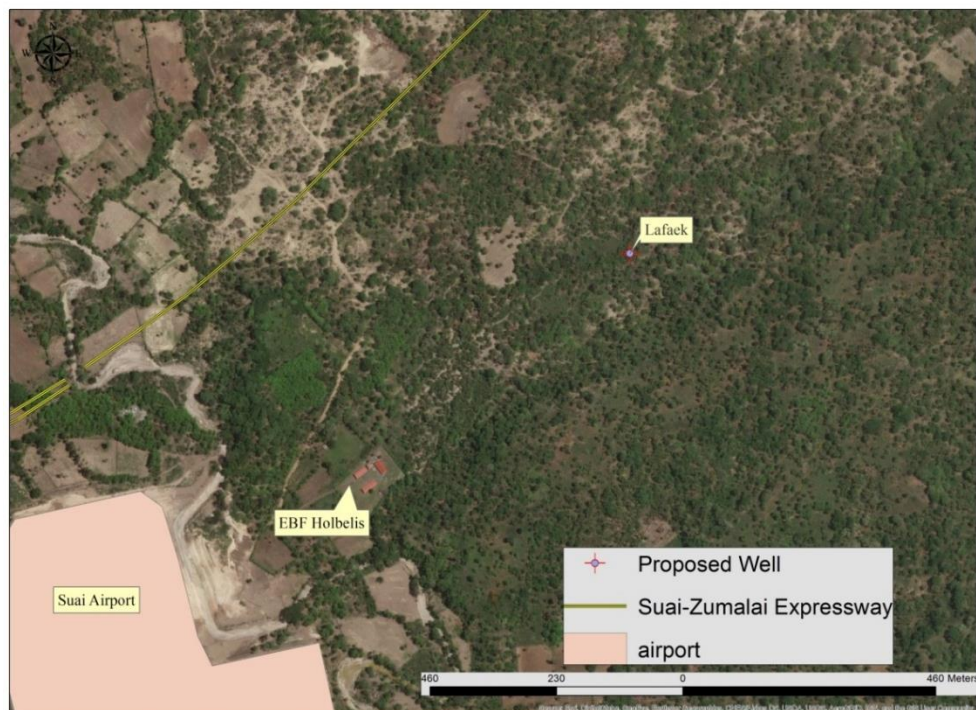 W
Lafaek
EBF Holbelis
Suai Airport
Proposed Well
Suai-Zumalai Expressway
airport
460 230 0 460 Meters